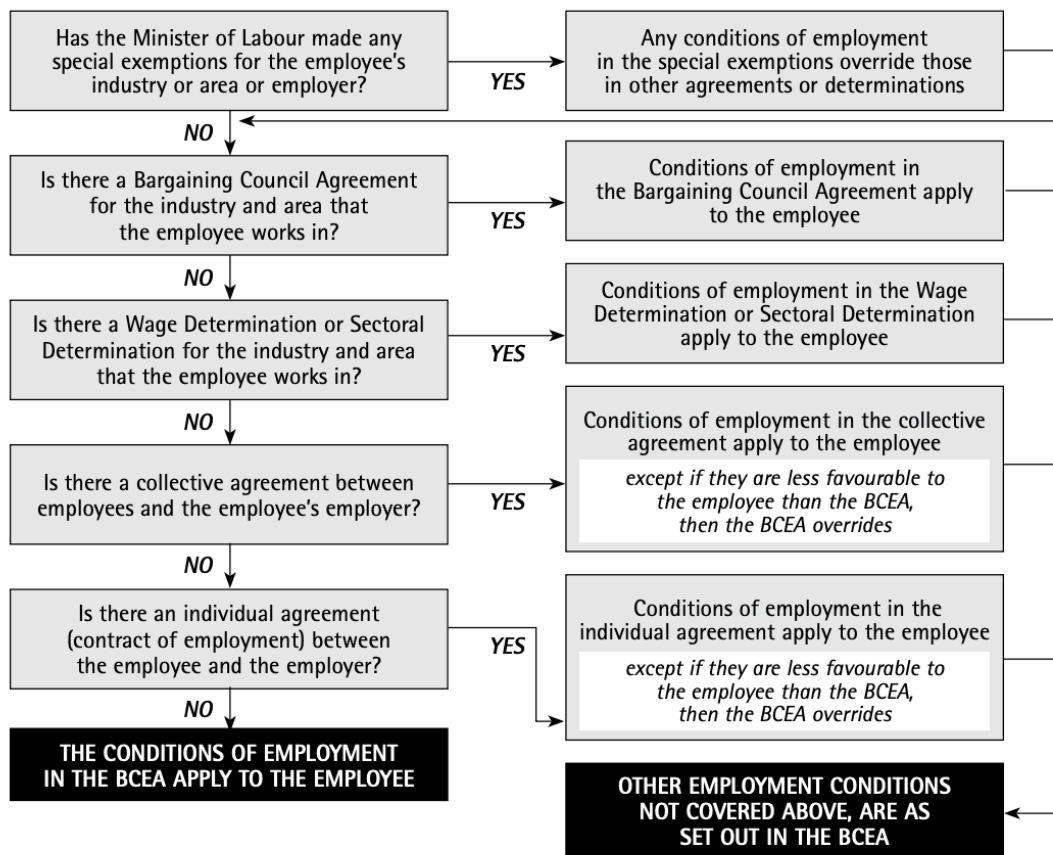 Has the Minister of Labour made any
special exemptions for the employee's
industry or area or employer?
YES
Any conditions of employment
in the special exemptions override those
in other agreements or determinations
NO
Is there a Bargaining Council Agreement
for the industry and area that
the employee works in?
YES
Conditions of employment in
the Bargaining Council Agreement apply
to the employee
NO
Is there a Wage Determination or Sectoral
Determination for the industry and area
that the employee works in?
YES
Conditions of employment in the Wage
Determination or Sectoral Determination
apply to the employee
NO
Is there a collective agreement between
employees and the employee's employer?
YES
Conditions of employment in the collective
agreement apply to the employee
except if they are less favourable to
the employee than the BCEA,
then the BCEA overrides
NO
Is there an individual agreement
(contract of employment) between
the employee and the employer?
YES
Conditions of employment in the
individual agreement apply to the employee
except if they are less favourable to
the employee than the BCEA,
then the BCEA overrides
NO
THE CONDITIONS OF EMPLOYMENT
IN THE BCEA APPLY TO THE EMPLOYEE
OTHER EMPLOYMENT CONDITIONS
NOT COVERED ABOVE, ARE AS
SET OUT IN THE BCEA